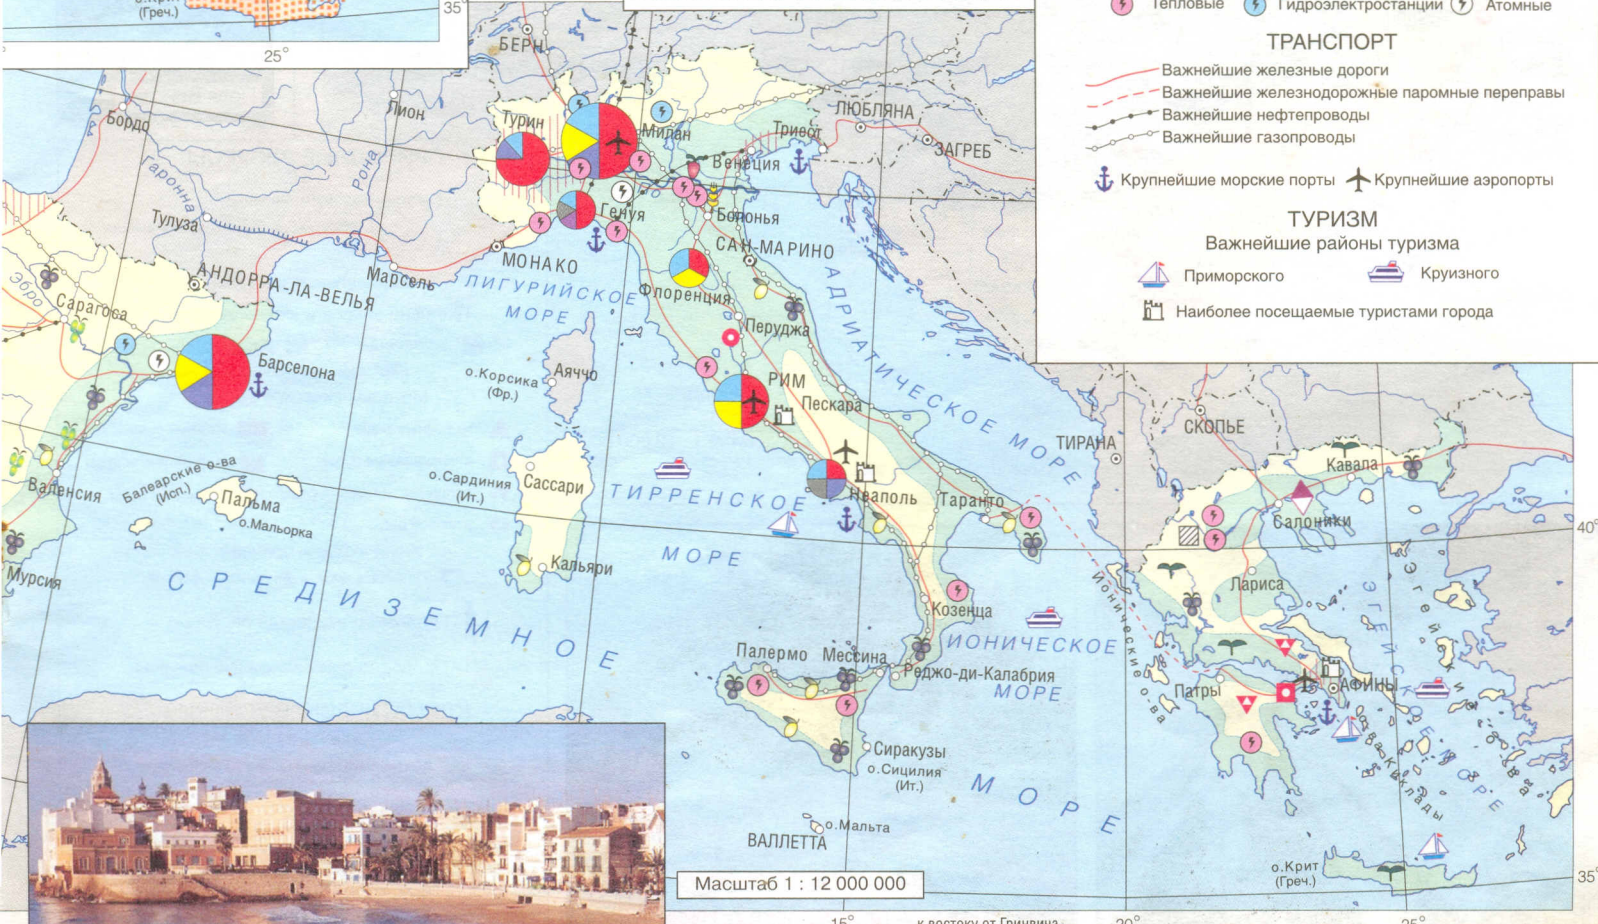 о.Крит
(Греч.)
25°
35°
Тепловые
Гидроэлектростанции
Атомные
ТРАНСПОРТ
Важнейшие железные дороги
Важнейшие железнодорожные паромные переправы
Важнейшие нефтепроводы
Важнейшие газопроводы
Крупнейшие морские порты
Крупнейшие аэропорты
ТУРИЗМ
Важнейшие районы туризма
Приморского
Круизного
Наиболее посещаемые туристами города
БЕРН
Лион
Бордо
Турин
Милан
Триест
ЛЮБЛЯНА
ЗАГРЕБ
Венеция
Рона
Гаронна
Тулуза
Генуя
Болонья
САН-МАРИНО
МОНАКО
Марсель
АНДОРРА-ЛА-ВЕЛЬЯ
ЛИГУРИЙСКОЕ
МОРЕ
Флоренция
АДРИАТИЧЕСКОЕ МОРЕ
Эбро
Сарагоса
Перуджа
Барселона
о.Корсика
(Фр.)
Аяччо
РИМ
Пескара
СКОПЬЕ
ТИРАНА
Кавала
Балеарские о-ва
(Исп.)
Валенсия
Пальма
о.Мальорка
о.Сардиния
(Ит.)
Сассари
ТИРРЕНСКОЕ
МОРЕ
Неаполь
Таранто
Салоники
40°
Мурсия
Кальяри
СРЕДИЗЕМНОЕ
Лариса
Ионические о-ва
Козенца
ИОНИЧЕСКОЕ
МОРЕ
Палермо
Мессина
Реджо-ди-Калабрия
Патры
АФИНЫ
ЭГЕЙСКОЕ МОРЕ
Эгейские о-ва
о-ва Киклады
Сиракузы
о.Сицилия
(Ит.)
МОРЕ
о.Мальта
ВАЛЛЕТТА
о.Крит
(Греч.)
35°
Масштаб 1 : 12 000 000
15°
к востоку от Гринвича
20°
25°